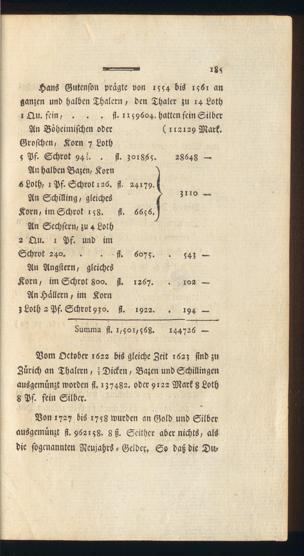 185
Hans Gutenson prägte von 1554 bis 1561 an
ganzen und halben Thalern, den Thaler zu 14 Loth
1 Qu. fein, . . . fl. 1159604. hatten fein Silber
An Böheimischen oder (112129 Mark.
Groschen, Korn 7 Loth
5 Pf. Schrot 94½. . fl. 301865. 28648 —
An halben Bazen, Korn
6 Loth, 1 Pf. Schrot 126. fl. 24179.
An Schilling, gleiches 3110 —
Korn, im Schrot 158. fl. 6656.
An Sechsern, zu 4 Loth
2 Qu. 1 Pf. und im
Schrot 240. . . fl. 6075. . 543 —
An Angstern, gleiches
Korn, im Schrot 800. fl. 1267. . 102 —
An Hällern, im Korn
3 Loth 2 Pf. Schrot 930. fl. 1922. . 194 —
Summa fl. 1,501,568. 144726 —
Vom October 1622 bis gleiche Zeit 1623 sind zu
Zürich an Thalern, Dicken, Bazen und Schillingen
ausgemünzt worden fl. 137482. oder 9122 Mark 8 Loth
8 Pf. fein Silber.
Von 1727 bis 1758 wurden an Gold und Silber
ausgemünzt fl. 962158. 8 ß. Seither aber nichts, als
die sogenannten Neujahrs-Gelder. So daß die Du-